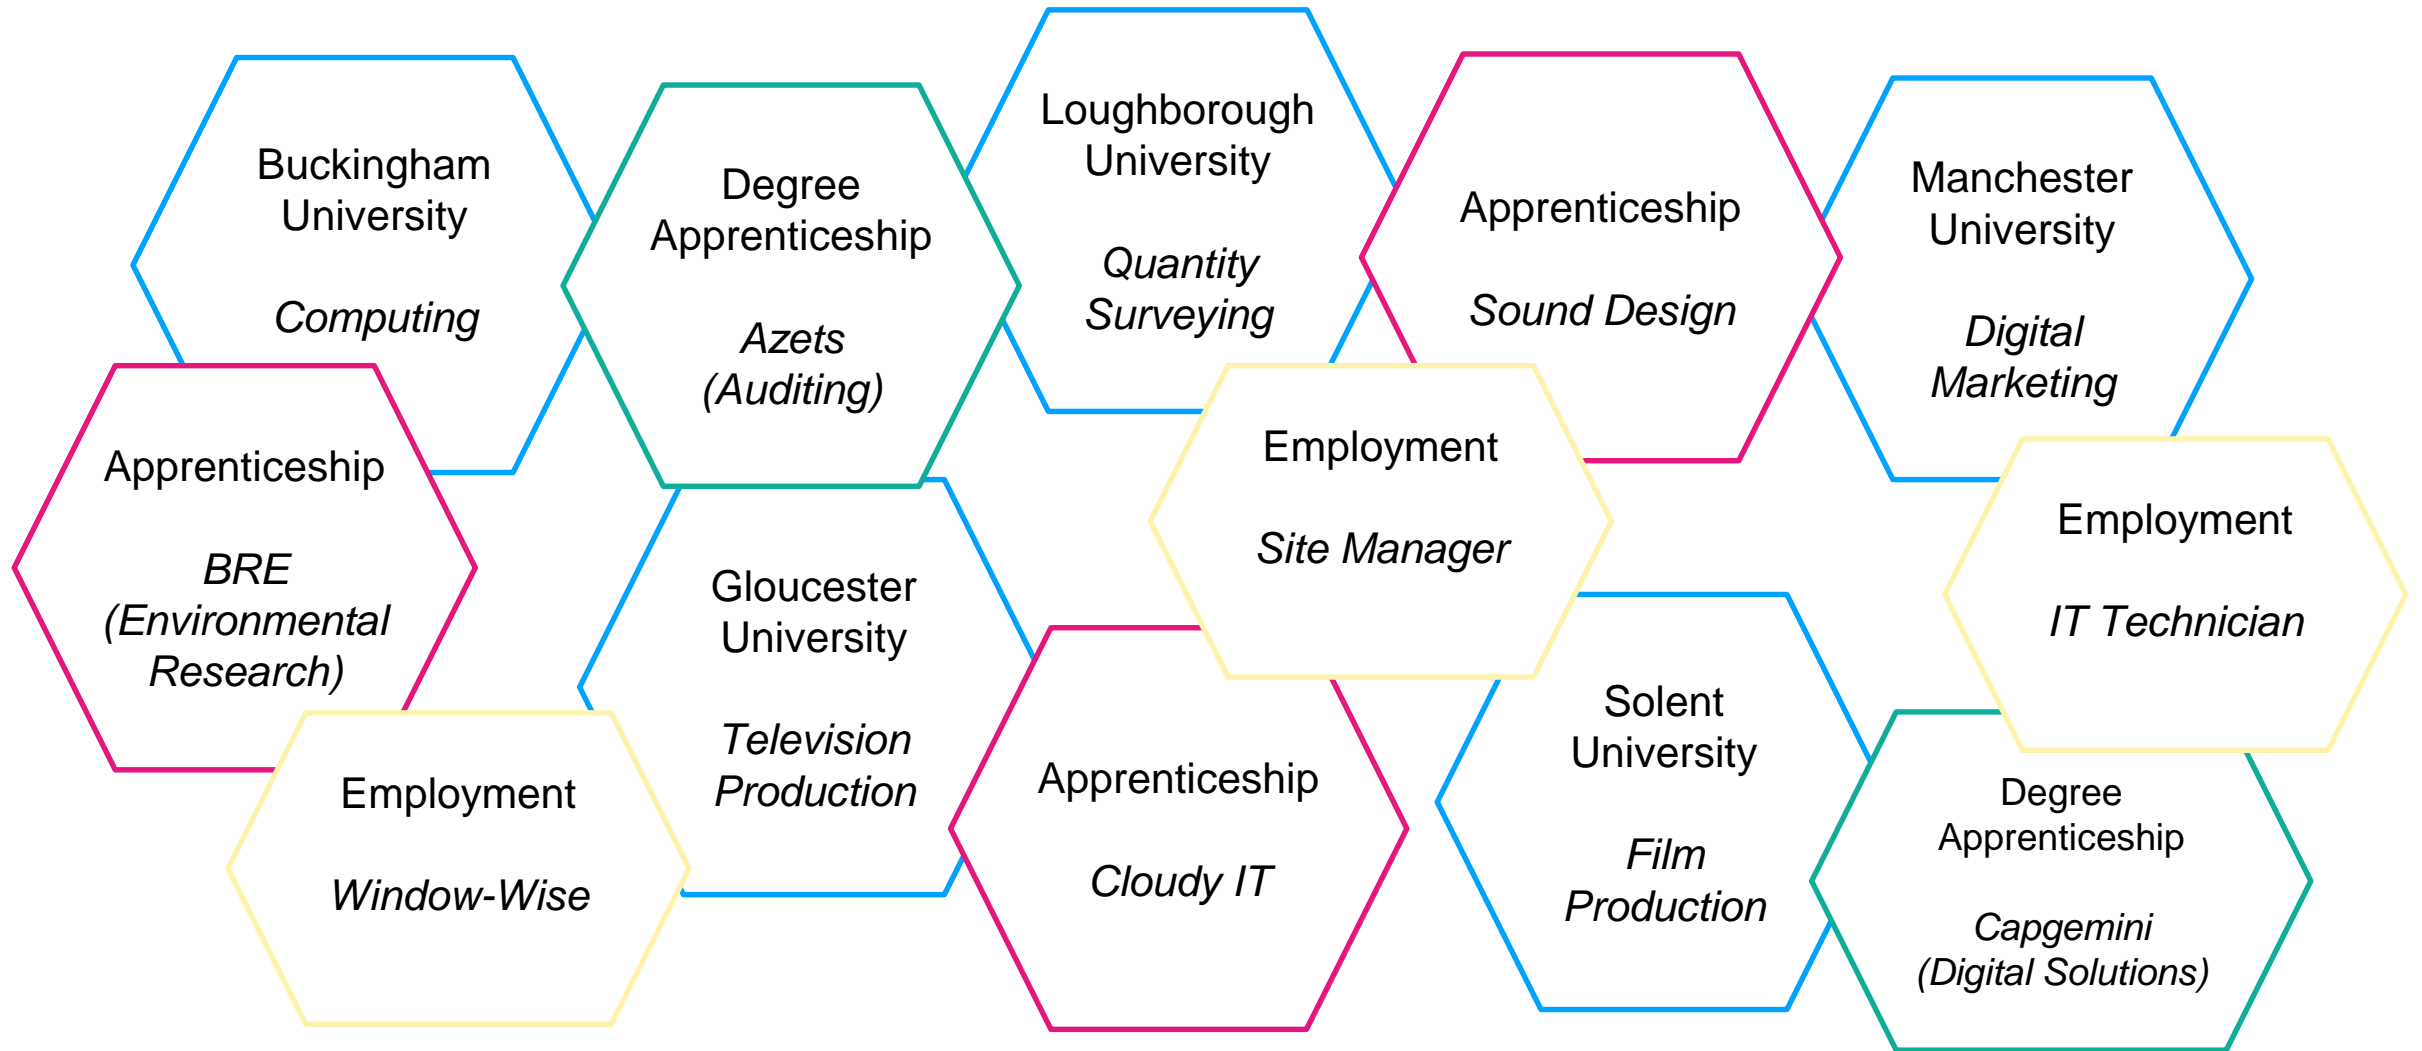 Buckingham
University
Computing
Degree
Apprenticeship
Azets
(Auditing)
Loughborough
University
Quantity
Surveying
Apprenticeship
Sound Design
Manchester
University
Digital
Marketing
Apprenticeship
BRE
(Environmental
Research)
Gloucester
University
Television
Production
Employment
Site Manager
Employment
IT Technician
Employment
Window-Wise
Apprenticeship
Cloudy IT
Solent
University
Film
Production
Degree
Apprenticeship
Capgemini
(Digital Solutions)